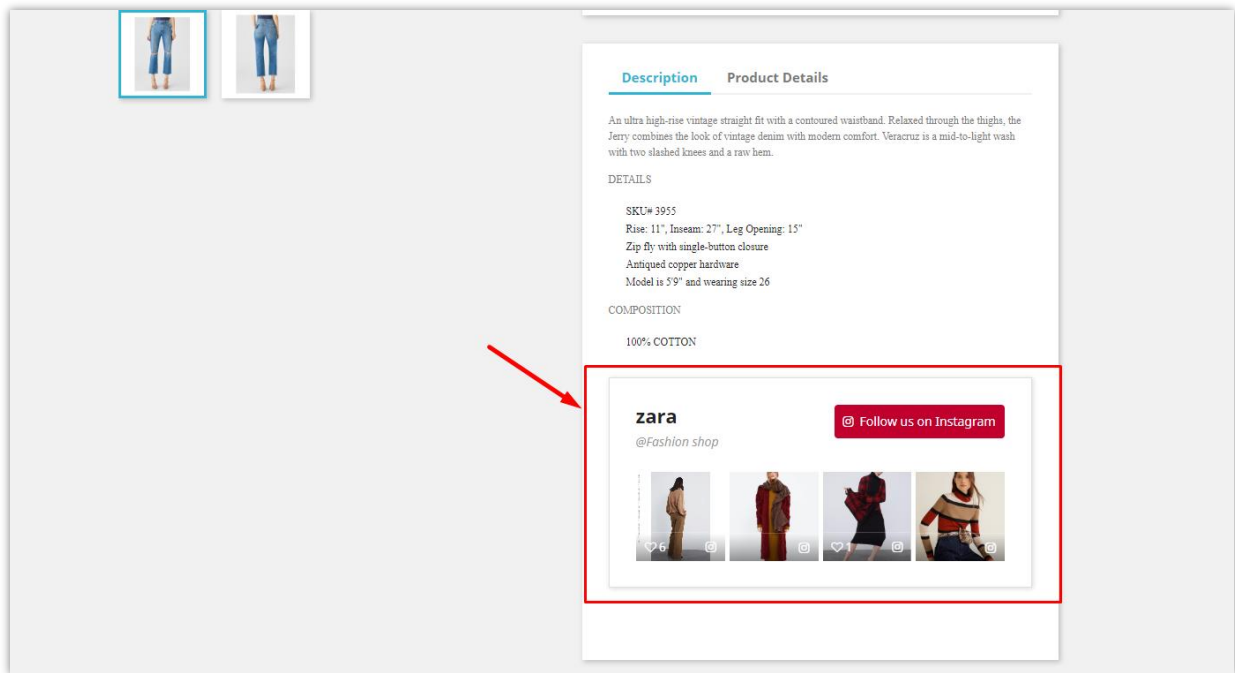 Description Product Details
An ultra high-rise vintage straight fit with a contoured waistband. Relaxed through the thighs, the
Jerry combines the look of vintage denim with modern comfort. Veracruz is a mid-to-light wash
with two slashed knees and a raw hem.
DETAILS
SKU# 3955
Rise: 11", Inseam: 27", Leg Opening: 15"
Zip fly with single-button closure
Antiqued copper hardware
Model is 5'9" and wearing size 26
COMPOSITION
100% COTTON
zara
Follow us on Instagram
@Fashion shop
6
1